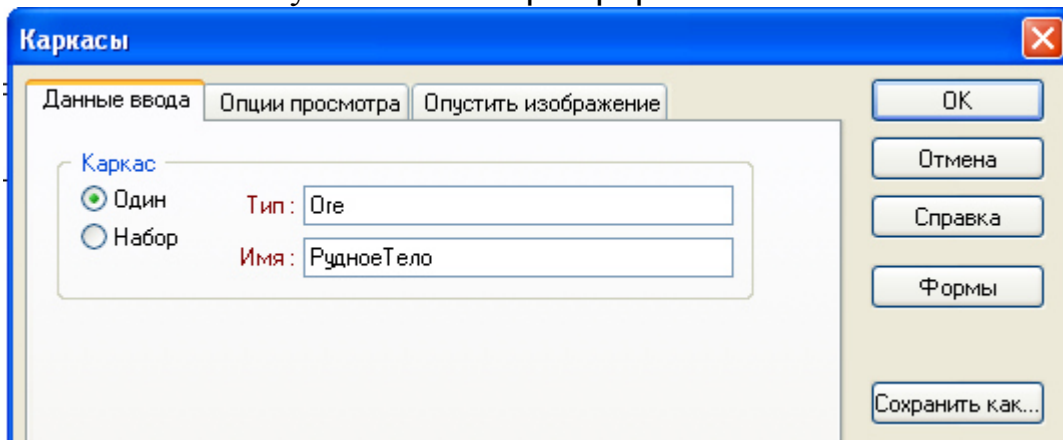 Каркасы
Данные ввода
Опции просмотра
Опустить изображение
Каркас
Один
Набор
Тип: Ore
Имя: РудноеТело
OK
Отмена
Справка
Формы
Сохранить как...